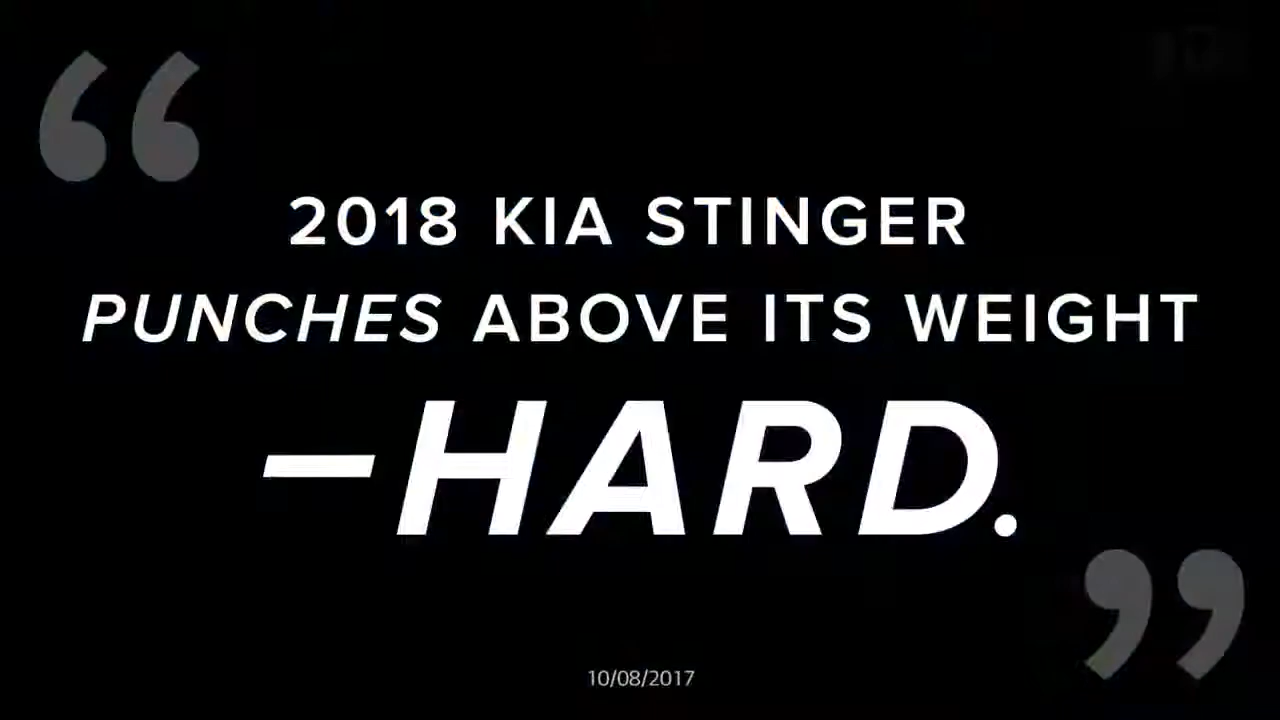 “
2018 KIA STINGER
PUNCHES ABOVE ITS WEIGHT
–HARD.
”
10/08/2017